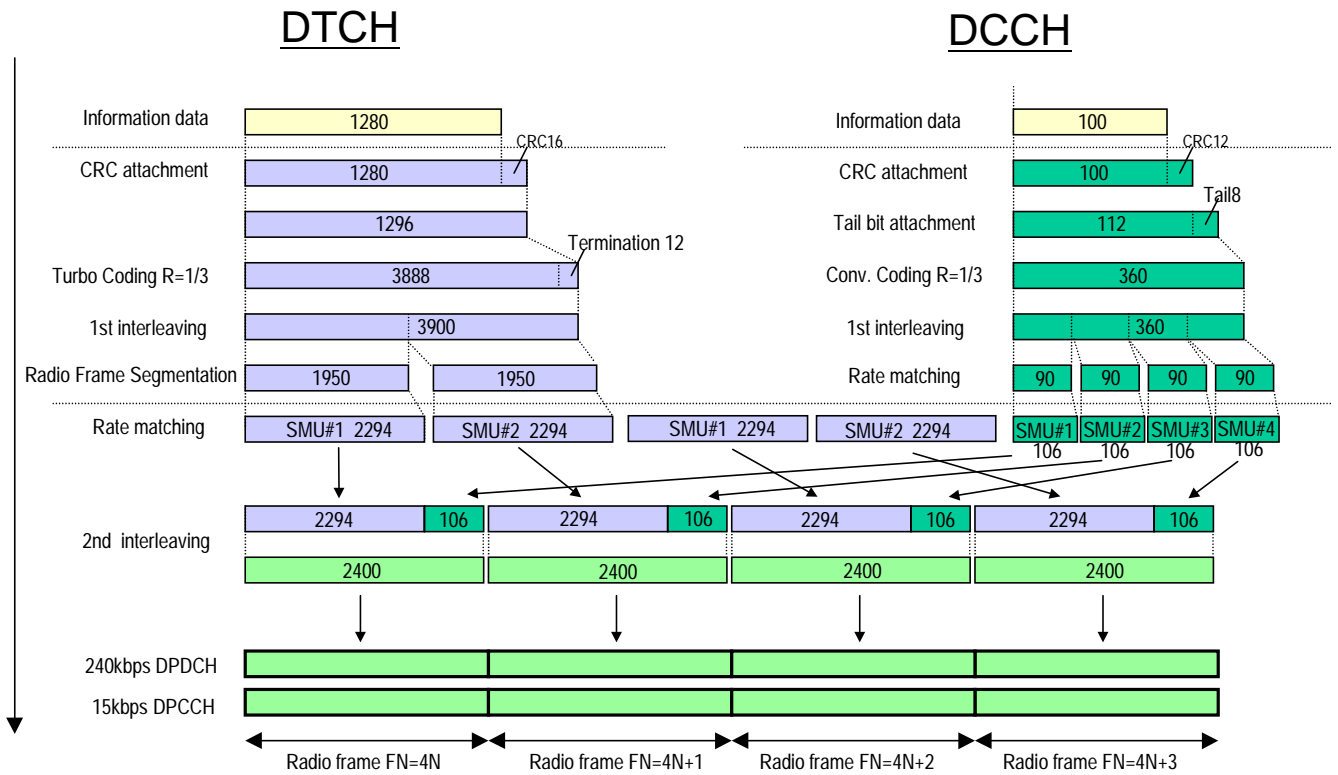 DTCH
DCCH
Information data
1280
Information data
100
CRC16
CRC12
CRC attachment
1280
CRC attachment
100
Tail8
1296
Tail bit attachment
112
Termination 12
Turbo Coding R=1/3
3888
Conv. Coding R=1/3
360
1st interleaving
3900
1st interleaving
360
Radio Frame Segmentation
1950
1950
Rate matching
90
90
90
90
Rate matching
SMU#1 2294
SMU#2 2294
SMU#1 2294
SMU#2 2294
SMU#1
SMU#2
SMU#3
SMU#4
106
106
106
106
2294
106
2294
106
2294
106
2294
106
2nd interleaving
2400
2400
2400
2400
240kbps DPDCH
15kbps DPCCH
Radio frame FN=4N
Radio frame FN=4N+1
Radio frame FN=4N+2
Radio frame FN=4N+3